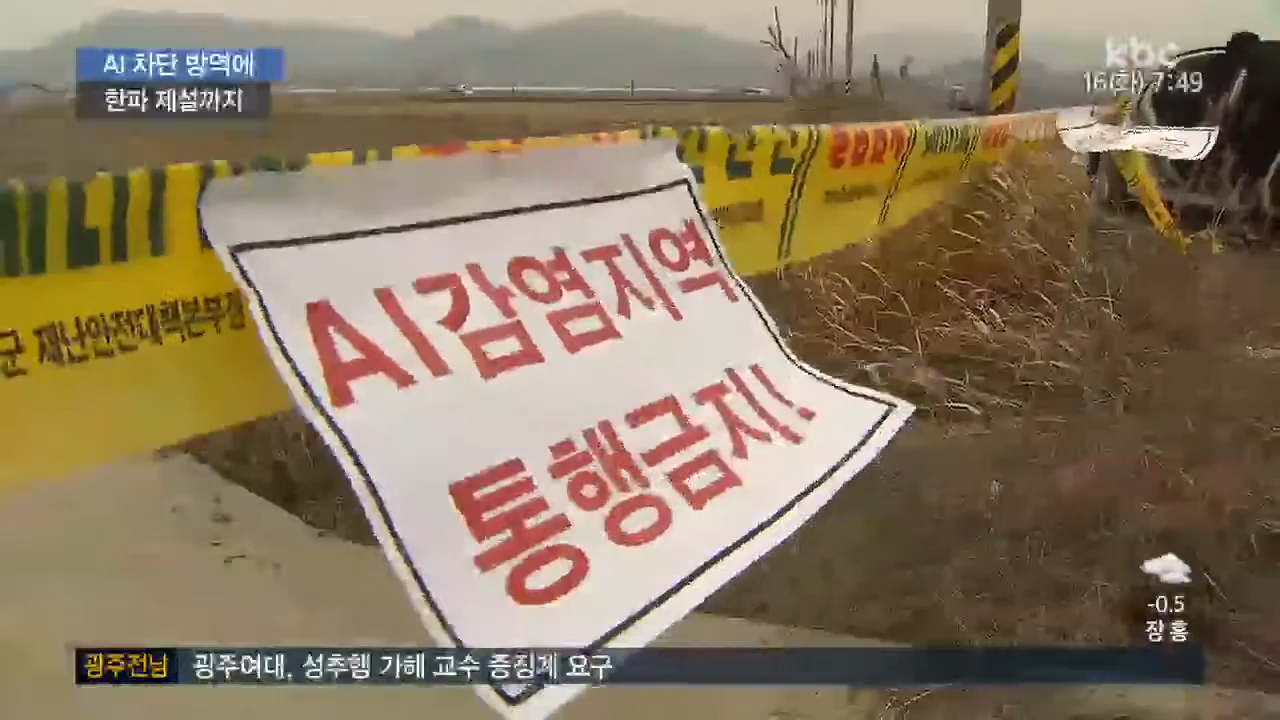 AI 차단 방역에
한파 제설까지
kbc
16(화) 7:49
AI감염지역
통행금지!
군 재난안전대책본부장
-0.5
장흥
광주전남 광주여대, 성추행 가해 교수 중징계 요구